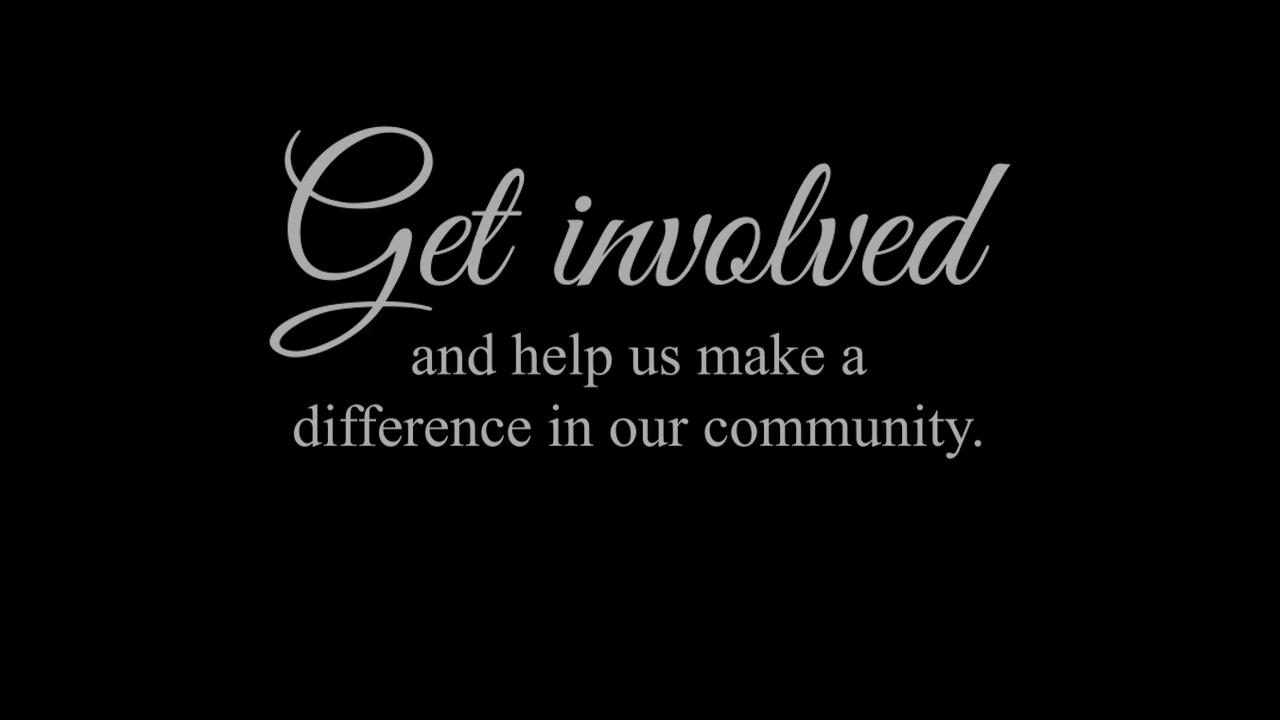 Get involved
and help us make a
difference in our community.